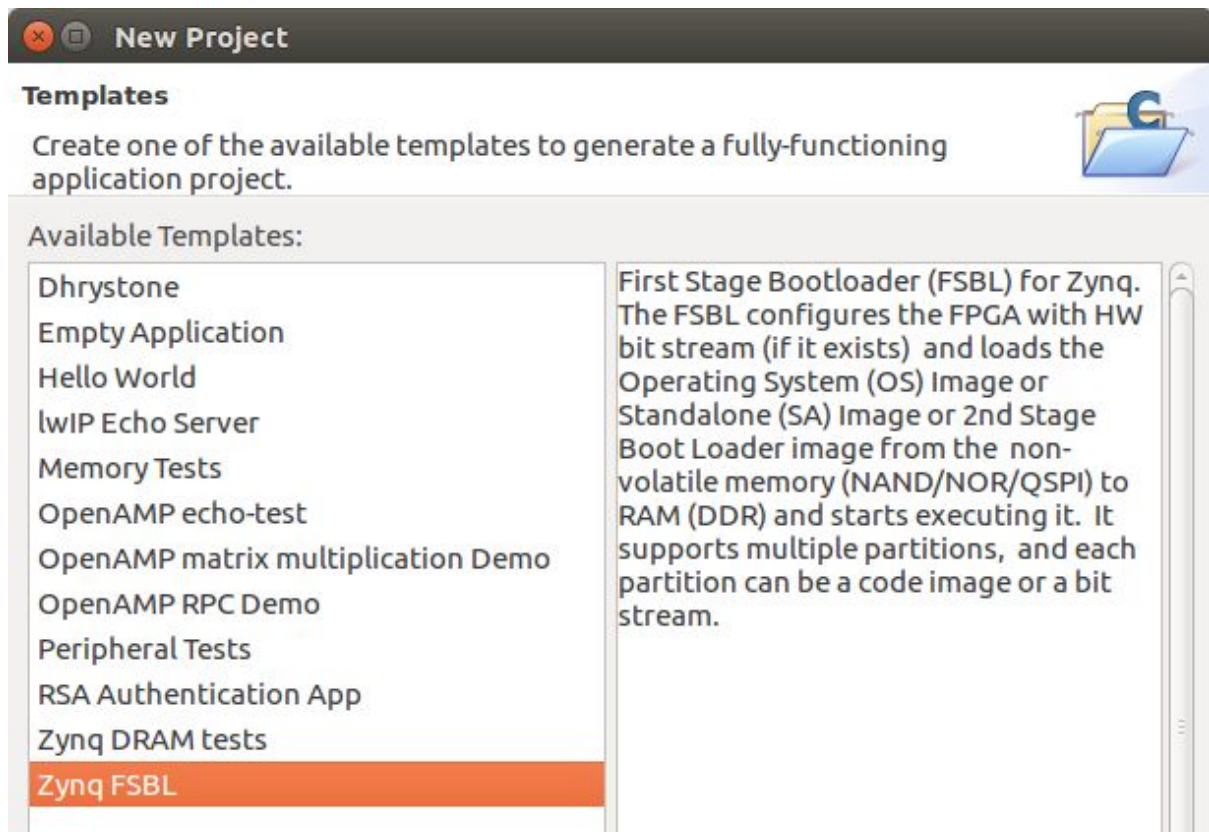 New Project
Templates
Create one of the available templates to generate a fully-functioning
application project.
Available Templates:
Dhrystone
Empty Application
Hello World
lwIP Echo Server
Memory Tests
OpenAMP echo-test
OpenAMP matrix multiplication Demo
OpenAMP RPC Demo
Peripheral Tests
RSA Authentication App
Zynq DRAM tests
Zynq FSBL
First Stage Bootloader (FSBL) for Zynq.
The FSBL configures the FPGA with HW
bit stream (if it exists) and loads the
Operating System (OS) Image or
Standalone (SA) Image or 2nd Stage
Boot Loader image from the non-
volatile memory (NAND/NOR/QSPI) to
RAM (DDR) and starts executing it. It
supports multiple partitions, and each
partition can be a code image or a bit
stream.